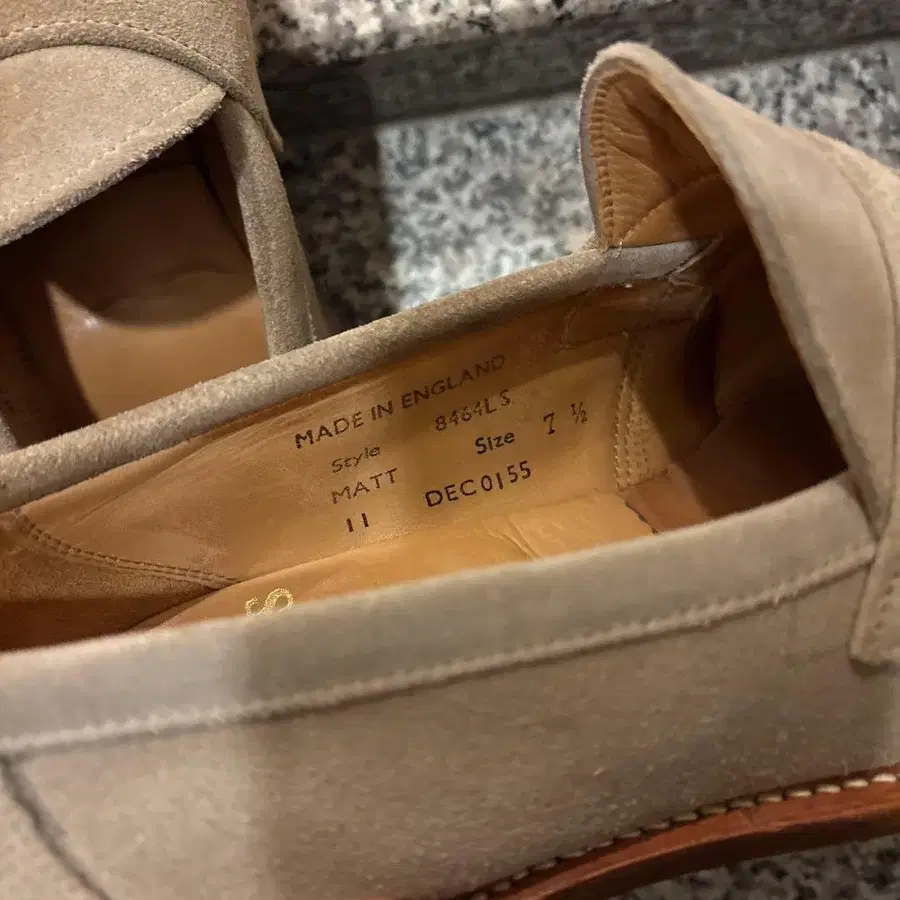 MADE IN ENGLAND
Style 8464LS
MATT Size 7 ½
11 DEC0155
S